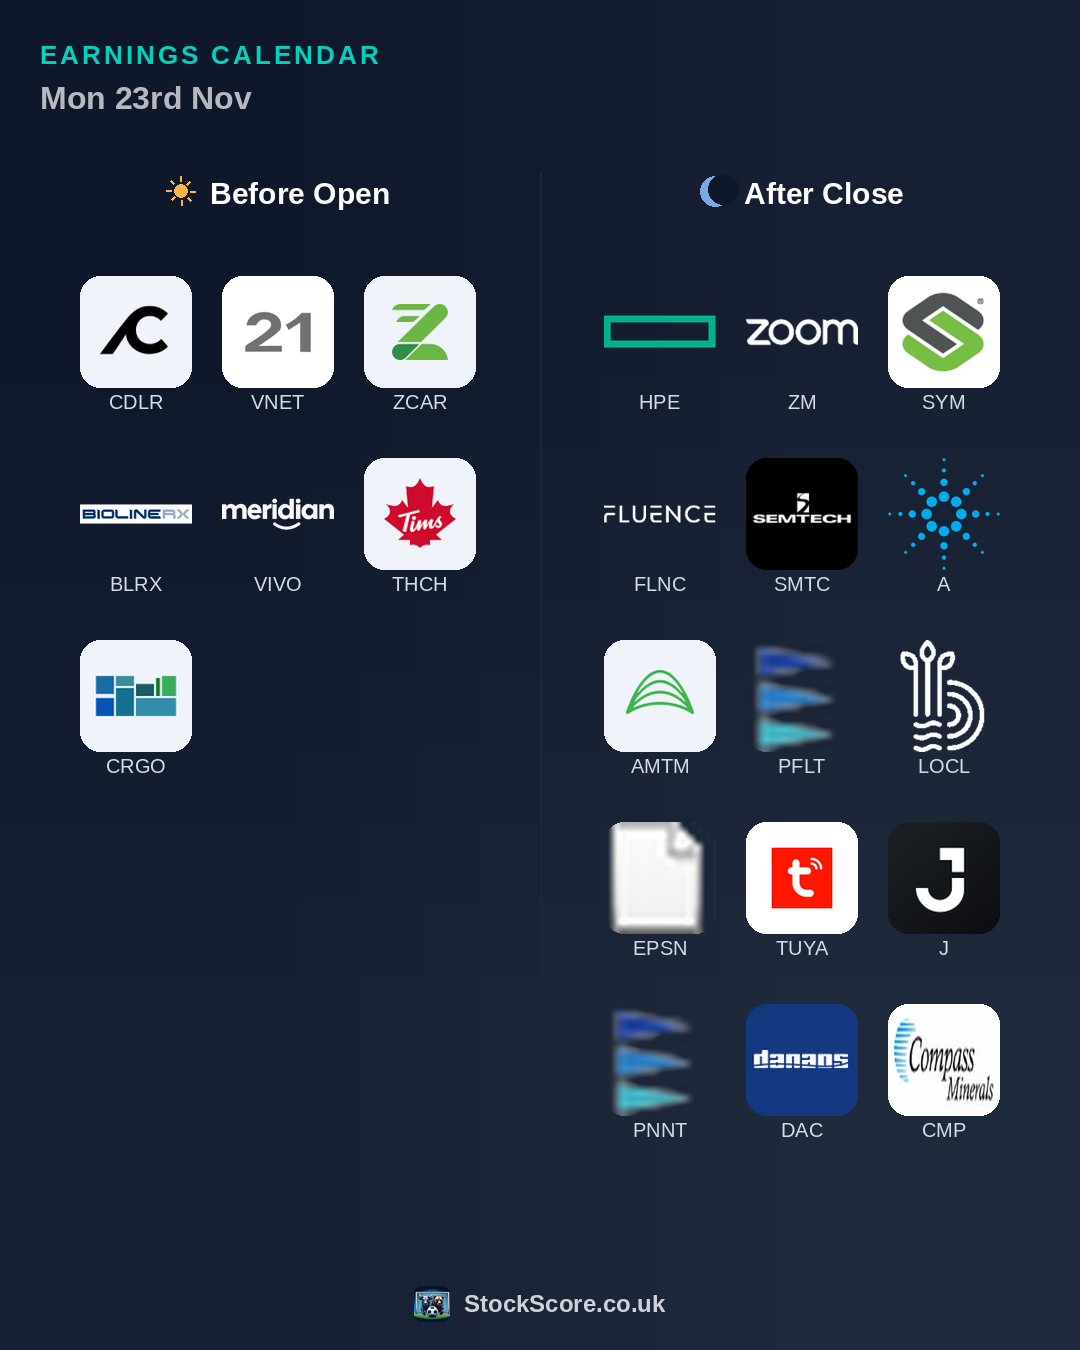 EARNINGS CALENDAR
Mon 23rd Nov
Before Open
After Close
21
CDLR VNET ZCAR
BIOLINERX meridian Tims
BLRX VIVO THCH
CRGO
zoom
HPE ZM SYM
FLUENCE SEMTECH
FLNC SMTC A
AMTM PFLT LOCL
t J
EPSN TUYA J
danaos Compass
Minerals
PNNT DAC CMP
StockScore.co.uk